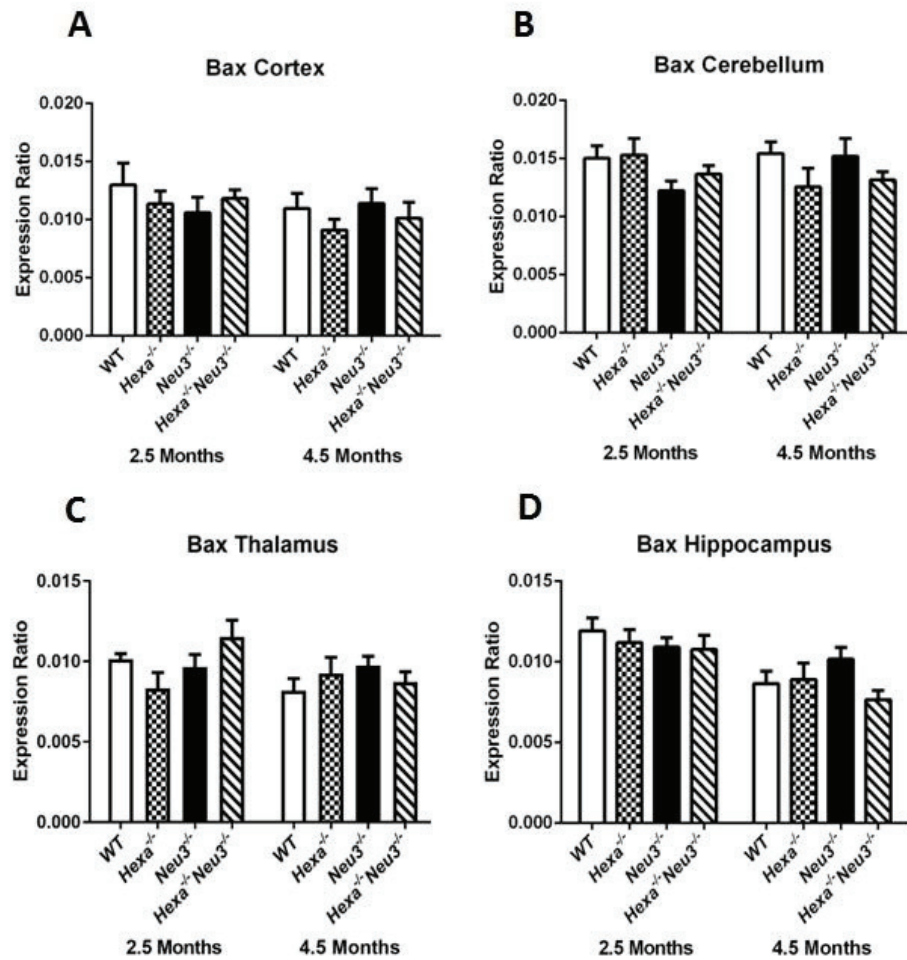 A
Bax Cortex
Expression Ratio
0.020
0.015
0.010
0.005
0.000
WT
Hexa-/-
Neu3-/-
Hexa-/-Neu3-/-
WT
Hexa-/-
Neu3-/-
Hexa-/-Neu3-/-
2.5 Months
4.5 Months
B
Bax Cerebellum
Expression Ratio
0.020
0.015
0.010
0.005
0.000
WT
Hexa-/-
Neu3-/-
Hexa-/-Neu3-/-
WT
Hexa-/-
Neu3-/-
Hexa-/-Neu3-/-
2.5 Months
4.5 Months
C
Bax Thalamus
Expression Ratio
0.015
0.010
0.005
0.000
WT
Hexa-/-
Neu3-/-
Hexa-/-Neu3-/-
WT
Hexa-/-
Neu3-/-
Hexa-/-Neu3-/-
2.5 Months
4.5 Months
D
Bax Hippocampus
Expression Ratio
0.015
0.010
0.005
0.000
WT
Hexa-/-
Neu3-/-
Hexa-/-Neu3-/-
WT
Hexa-/-
Neu3-/-
Hexa-/-Neu3-/-
2.5 Months
4.5 Months